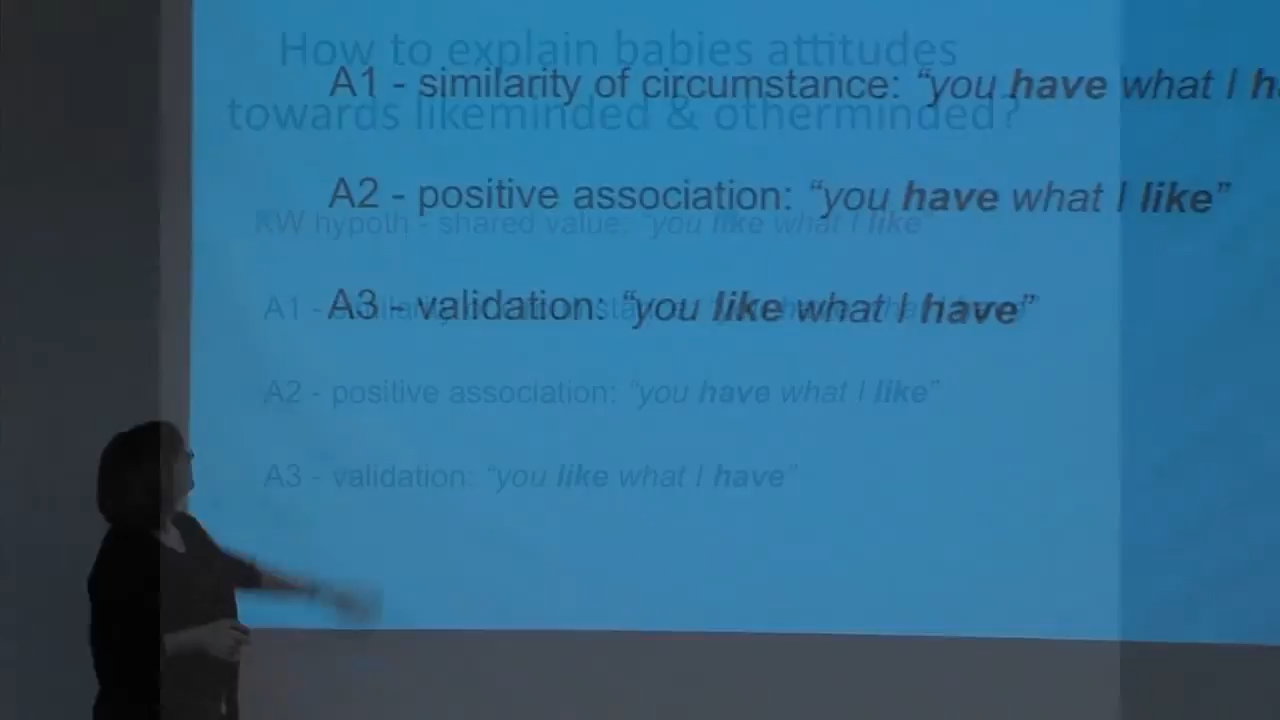 How to explain babies attitudes
A1 - similarity of circumstance: “you have what I h
towards likeminded & otherminded?
A2 - positive association: “you have what I like”
RW hypoth - shared value: “you like what I like”
A3 - validation: “you like what I have”
A1 -
A2 - positive association: “you have what I like”
A3 - validation: “you like what I have”